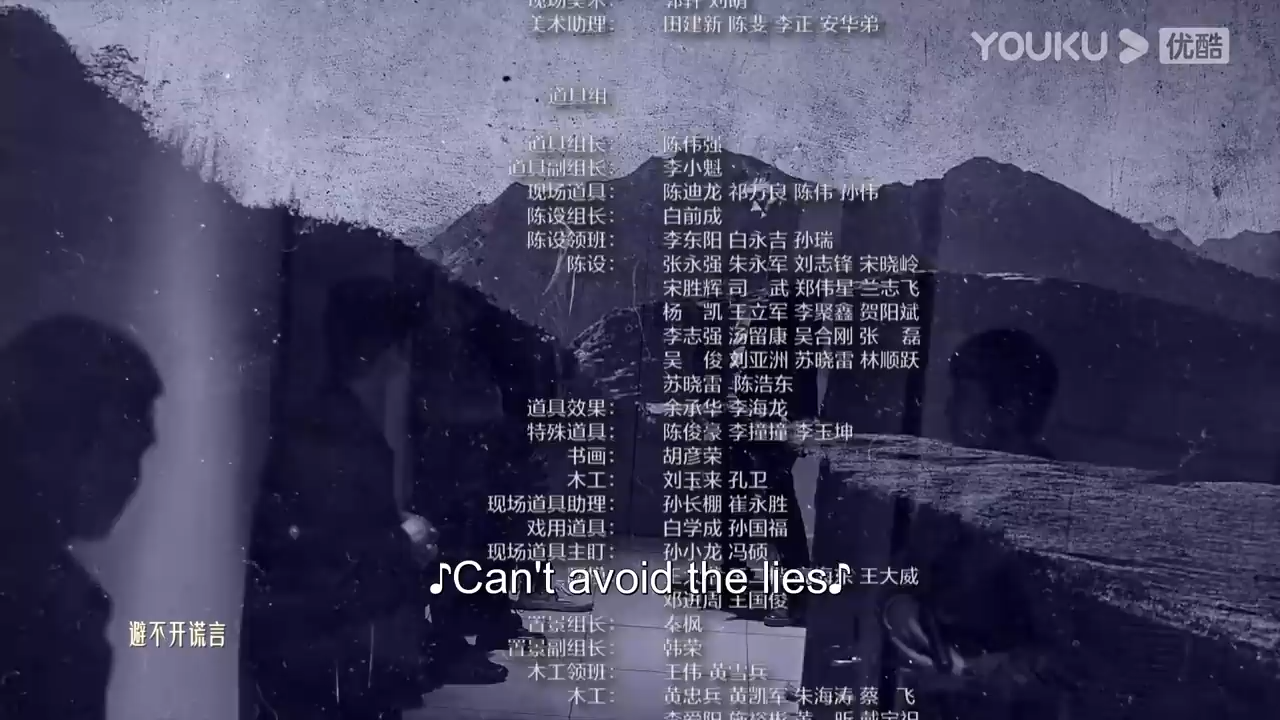 美术助理： 田建新 陈斐 李正 安华弟
YOUKU 优酷
道具组
道具组长： 陈伟强
道具副组长： 李小魁
现场道具： 陈迪龙 祁万良 陈伟 孙伟
陈设组长： 白前成
陈设领班： 李东阳 白永吉 孙瑞
陈设： 张永强 朱永军 刘志锋 宋晓岭
宋胜辉 司　武 郑伟星 兰志飞
杨　凯 王立军 李聚鑫 贺阳斌
李志强 汤留康 吴合刚 张　磊
吴　俊 刘亚洲 苏晓雷 林顺跃
苏晓雷 陈浩东
道具效果： 余承华 李海龙
特殊道具： 陈俊豪 李撞撞 李玉坤
书画： 胡彦荣
木工： 刘玉来 孔卫
现场道具助理： 孙长棚 崔永胜
戏用道具： 白学成 孙国福
现场道具主盯： 孙小龙 冯硕
王大威
♪Can't avoid the lies♪
邓进周 王国俊
置景组长： 秦枫
避不开谎言
置景副组长： 韩荣
木工领班： 王伟 黄雪兵
木工： 黄忠兵 黄凯军 朱海涛 蔡　飞